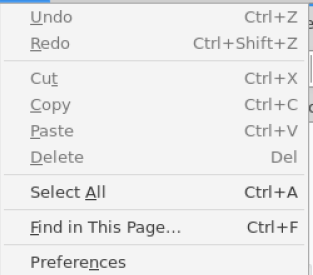 Undo Ctrl+Z
Redo Ctrl+Shift+Z
Cut Ctrl+X
Copy Ctrl+C
Paste Ctrl+V
Delete Del
Select All Ctrl+A
Find in This Page... Ctrl+F
Preferences